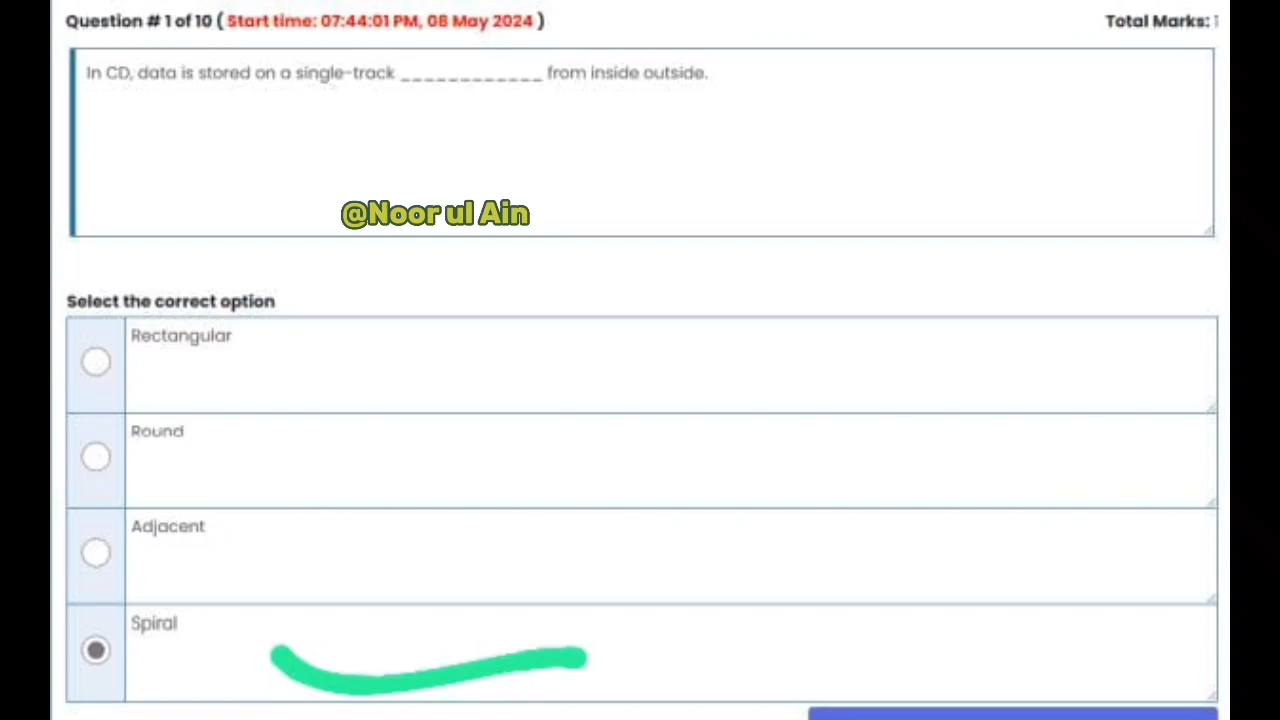 Question # 1 of 10 ( Start time: 07:44:01 PM, 08 May 2024 )
Total Marks: 1
In CD, data is stored on a single-track ____________ from inside outside.
@Noor ul Ain
Select the correct option
Rectangular
Round
Adjacent
Spiral